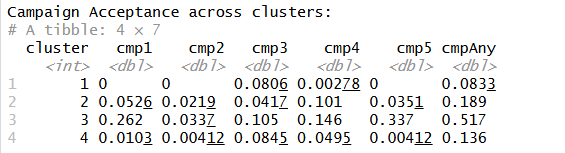 Campaign Acceptance across clusters:
# A tibble: 4 × 7
cluster cmp1 cmp2 cmp3 cmp4 cmp5 cmpAny
<int> <dbl> <dbl> <dbl> <dbl> <dbl> <dbl>
1 1 0 0 0.0806 0.00278 0 0.0833
2 2 0.0526 0.0219 0.0417 0.101 0.0351 0.189
3 3 0.262 0.0337 0.105 0.146 0.337 0.517
4 4 0.0103 0.00412 0.0845 0.0495 0.00412 0.136